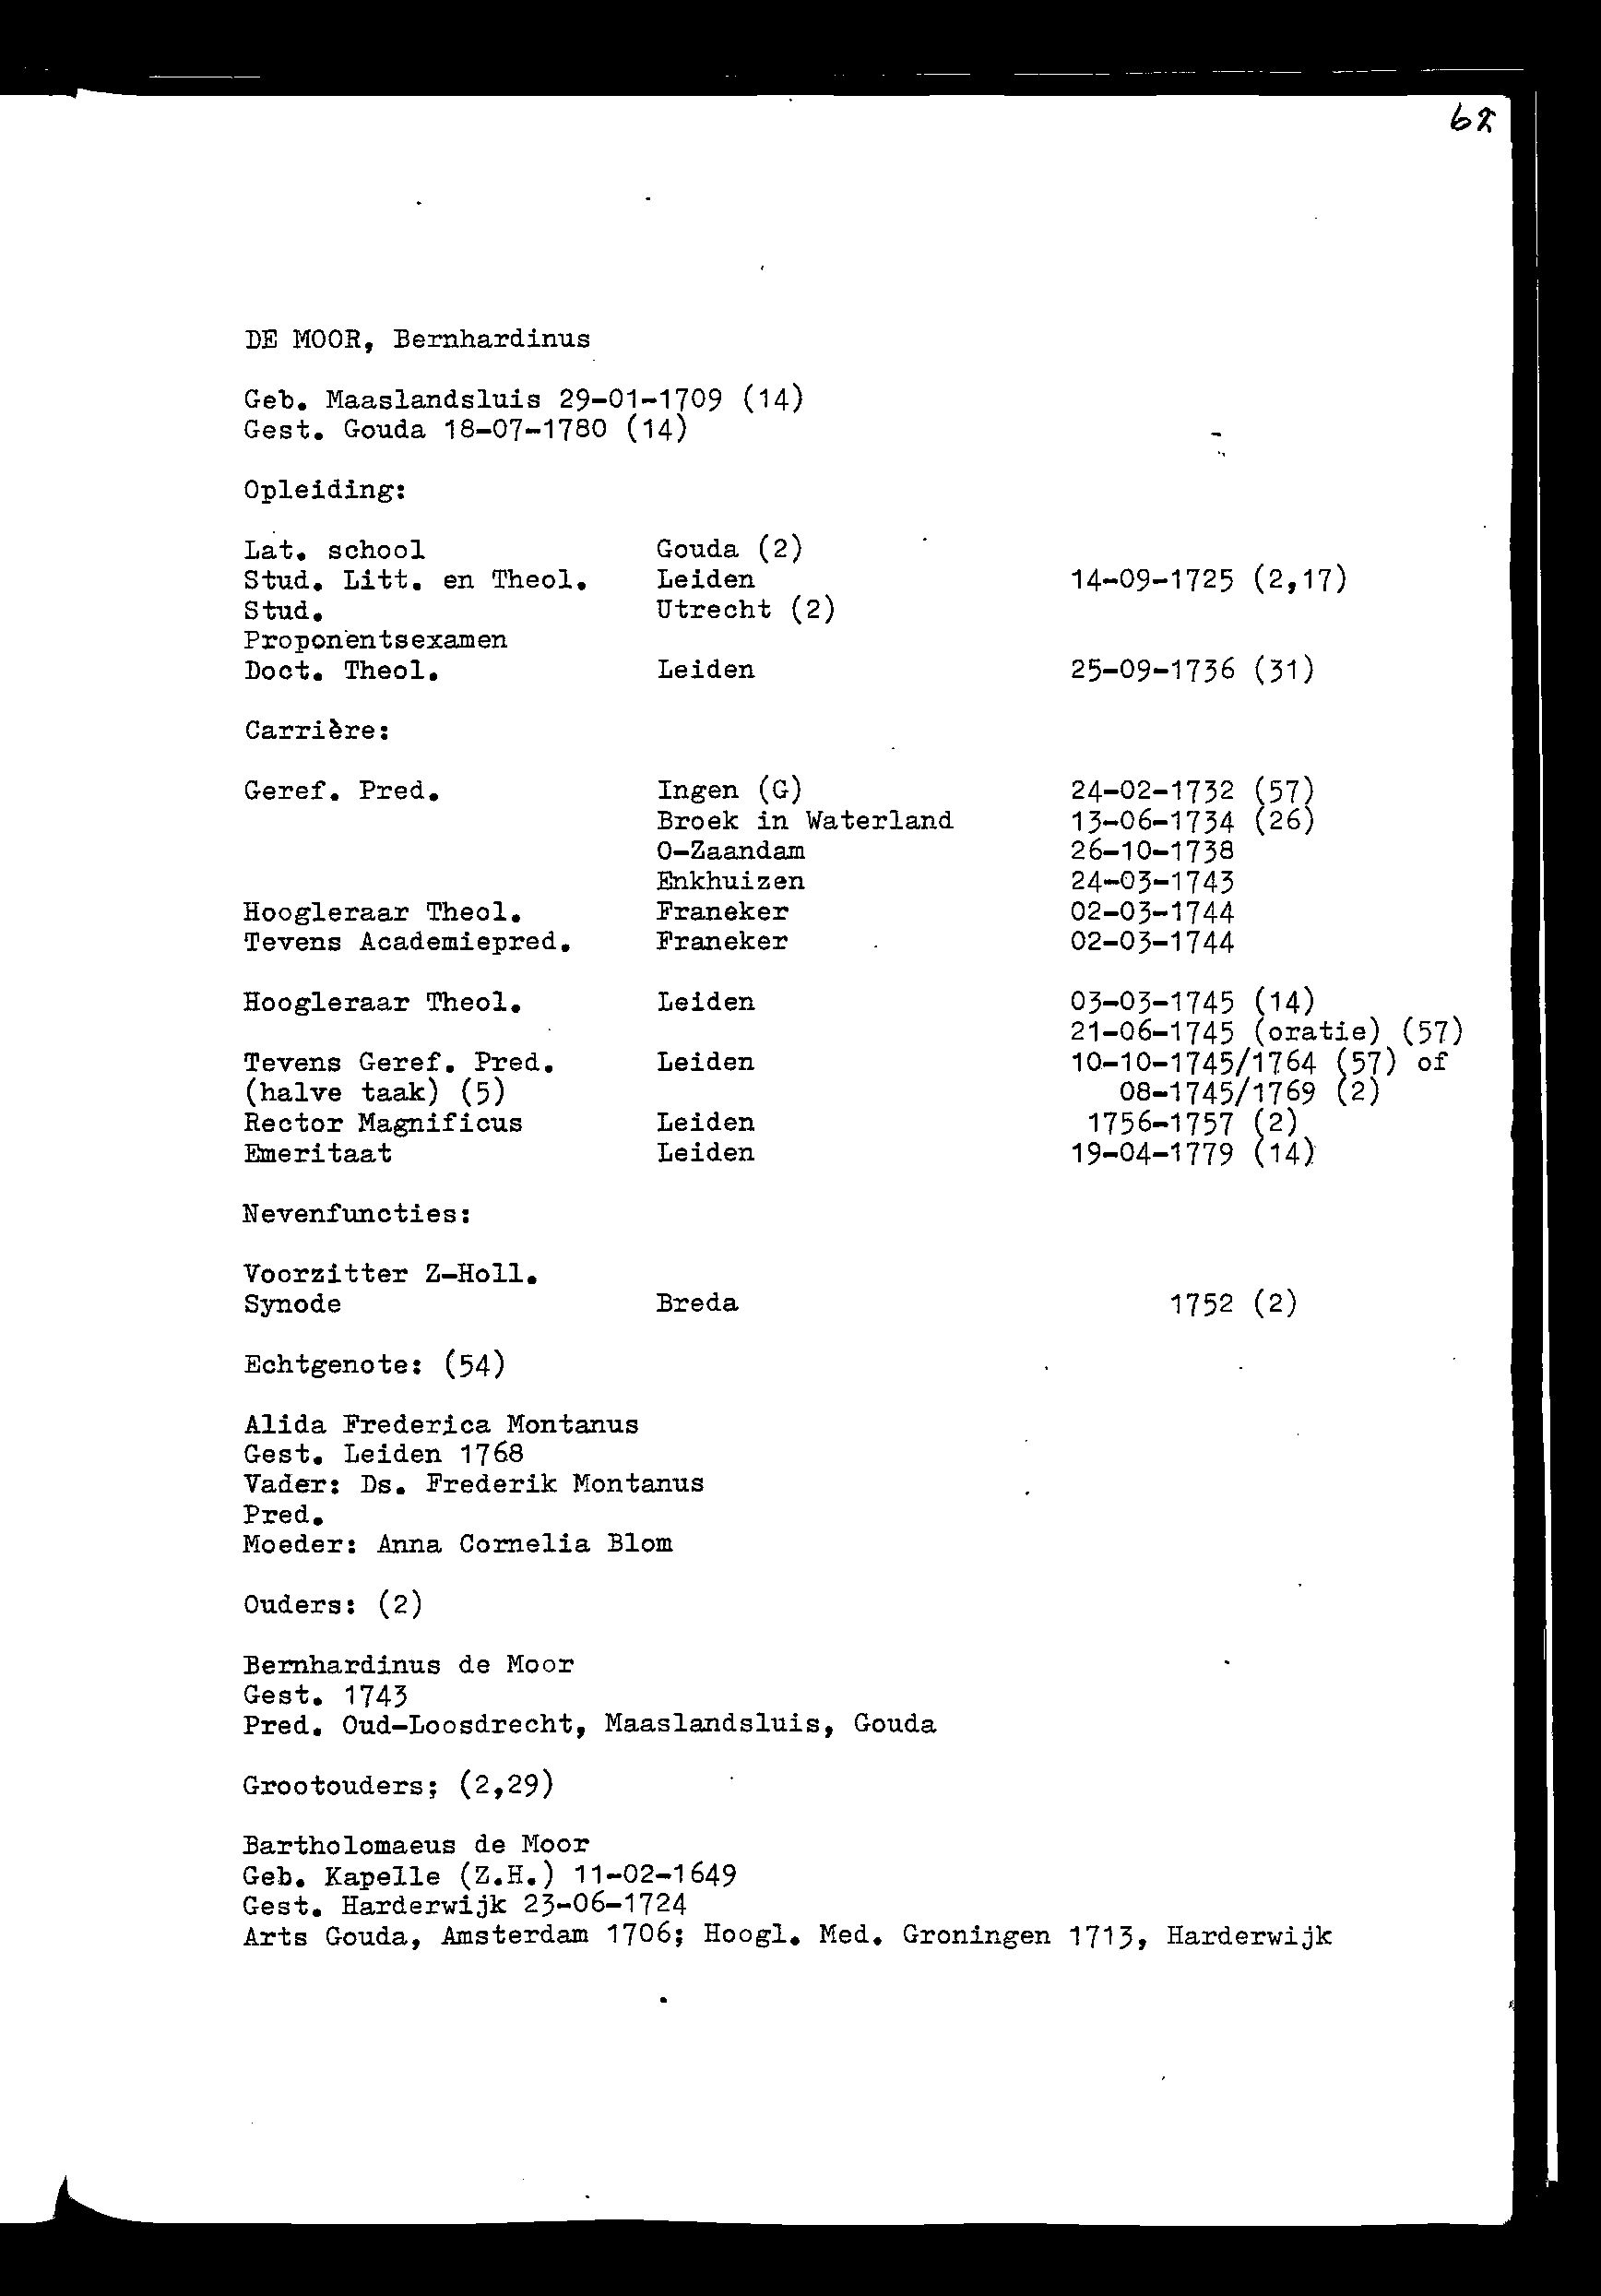 DE MOOR, Bernhardinus
Geb. Maaslandsluis 29-01-1709 (14)
Gest. Gouda 18-07-1780 (14)
Opleiding:
Lat. school Gouda (2)
Stud. Litt. en Theol. Leiden 14-09-1725 (2,17)
Stud. Utrecht (2)
Proponentsexamen
Doct. Theol. Leiden 25-09-1736 (31)
Carrière:
Geref. Pred. Ingen (G) 24-02-1732 (57)
Broek in Waterland 13-06-1734 (26)
O-Zaandam 26-10-1738
Enkhuizen 24-03-1743
Hoogleraar Theol. Franeker 02-03-1744
Tevens Academiepred. Franeker 02-03-1744
Hoogleraar Theol. Leiden 03-03-1745 (14)
21-06-1745 (oratie) (57)
Tevens Geref. Pred. Leiden 10-10-1745/1764 (57) of
(halve taak) (5) 08-1745/1769 (2)
Rector Magnificus Leiden 1756-1757 (2)
Emeritaat Leiden 19-04-1779 (14)
Nevenfuncties:
Voorzitter Z-Holl.
Synode Breda 1752 (2)
Echtgenote: (54)
Alida Frederica Montanus
Gest. Leiden 1768
Vader: Ds. Frederik Montanus
Pred.
Moeder: Anna Cornelia Blom
Ouders: (2)
Bernhardinus de Moor
Gest. 1743
Pred. Oud-Loosdrecht, Maaslandsluis, Gouda
Grootouders; (2,29)
Bartholomaeus de Moor
Geb. Kapelle (Z.H.) 11-02-1649
Gest. Harderwijk 23-06-1724
Arts Gouda, Amsterdam 1706; Hoogl. Med. Groningen 1713, Harderwijk